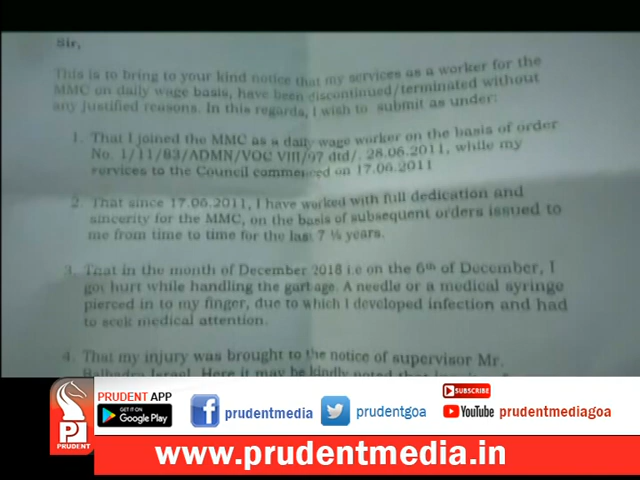 Sir,
This is to bring to your kind notice that my services as a worker for the
MMC on daily wage basis, have been discontinued/terminated without
any justified reasons. In this regards, I wish to submit as under:
1. That I joined the MMC as a daily wage worker on the basis of order
No. 1/11/83/ADMN/VOC VIII/97 dtd/. 28.06.2011, while my
services to the Council commenced on 17.06.2011
2. That since 17.06.2011, I have worked with full dedication and
sincerity for the MMC, on the basis of subsequent orders issued to
me from time to time for the last 7 ½ years.
3. That in the month of December 2018 i.e on the 6th of December, I
got hurt while handling the garbage. A needle or a medical syringe
pierced in to my finger, due to which I developed infection and had
to seek medical attention.
4. That my injury was brought to the notice of supervisor Mr.
Israel. Here it may be kindly noted that
PRUDENT
PRUDENT APP
GET IT ON
Google Play
prudentmedia
prudentgoa
SUBSCRIBE
YouTube prudentmediagoa
www.prudentmedia.in